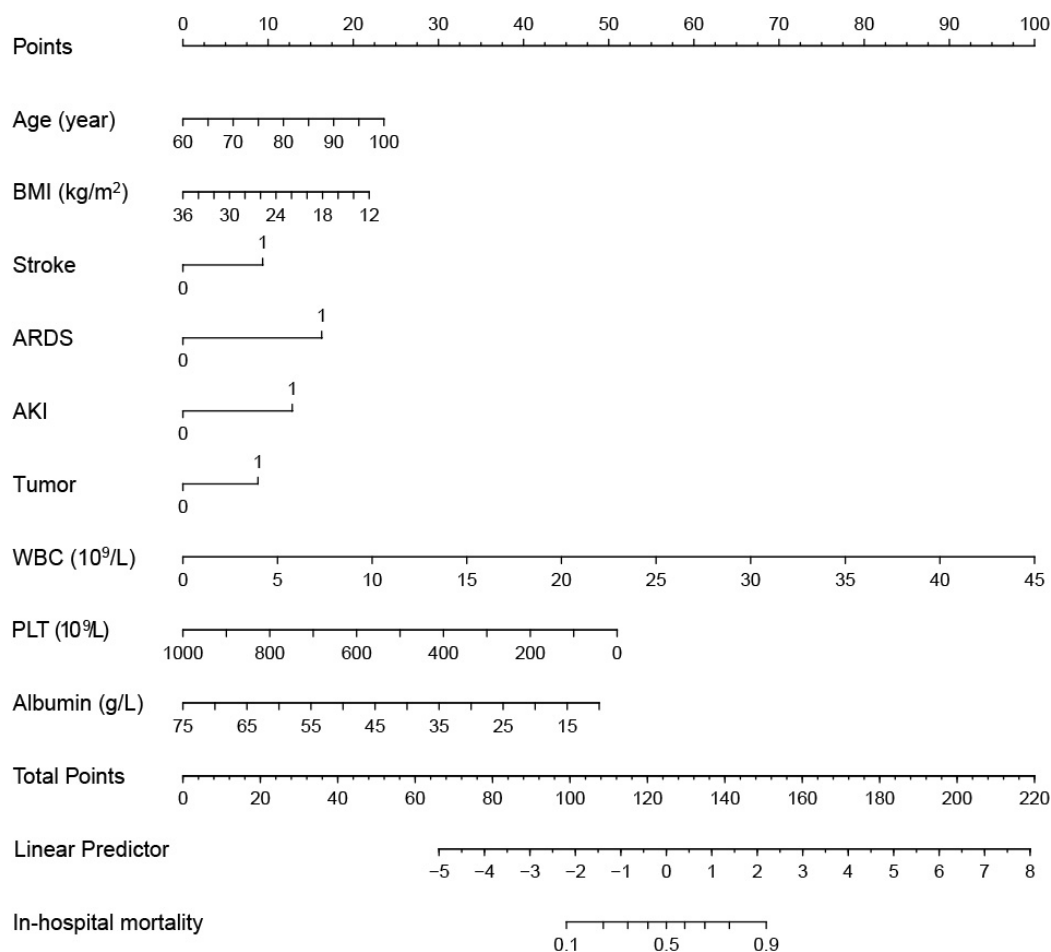 Points 0 10 20 30 40 50 60 70 80 90 100
Age (year)
60 70 80 90 100
BMI (kg/m²)
36 30 24 18 12
1
Stroke
0
1
ARDS
0
1
AKI
0
1
Tumor
0
WBC (10⁹/L)
0 5 10 15 20 25 30 35 40 45
PLT (10⁹/L)
1000 800 600 400 200 0
Albumin (g/L)
75 65 55 45 35 25 15
Total Points
0 20 40 60 80 100 120 140 160 180 200 220
Linear Predictor
−5 −4 −3 −2 −1 0 1 2 3 4 5 6 7 8
In-hospital mortality
0.1 0.5 0.9